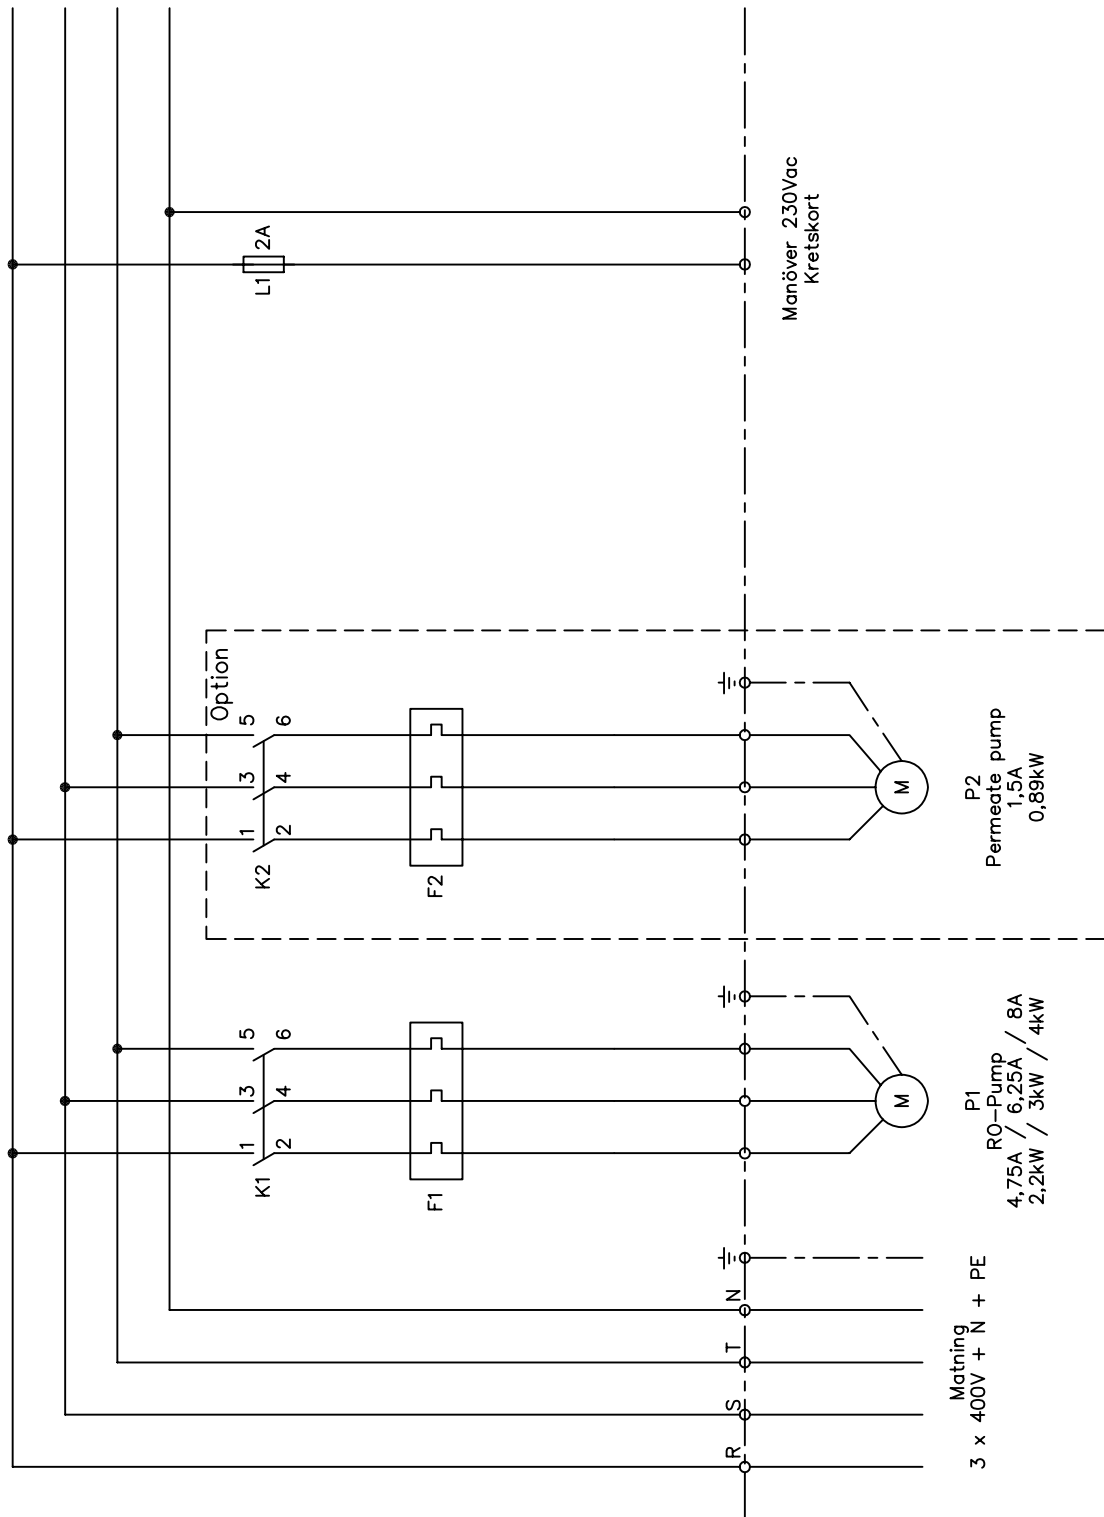 Option
K1
1
2
3
4
5
6
K2
1
2
3
4
5
6
L1
2A
F1
F2
R
S
T
N
Matning
3 x 400V + N + PE
M
P1
RO-Pump
4,75A / 6,25A / 8A
2,2kW / 3kW / 4kW
M
P2
Permeate pump
1,5A
0,89kW
Manöver 230Vac
Kretskort